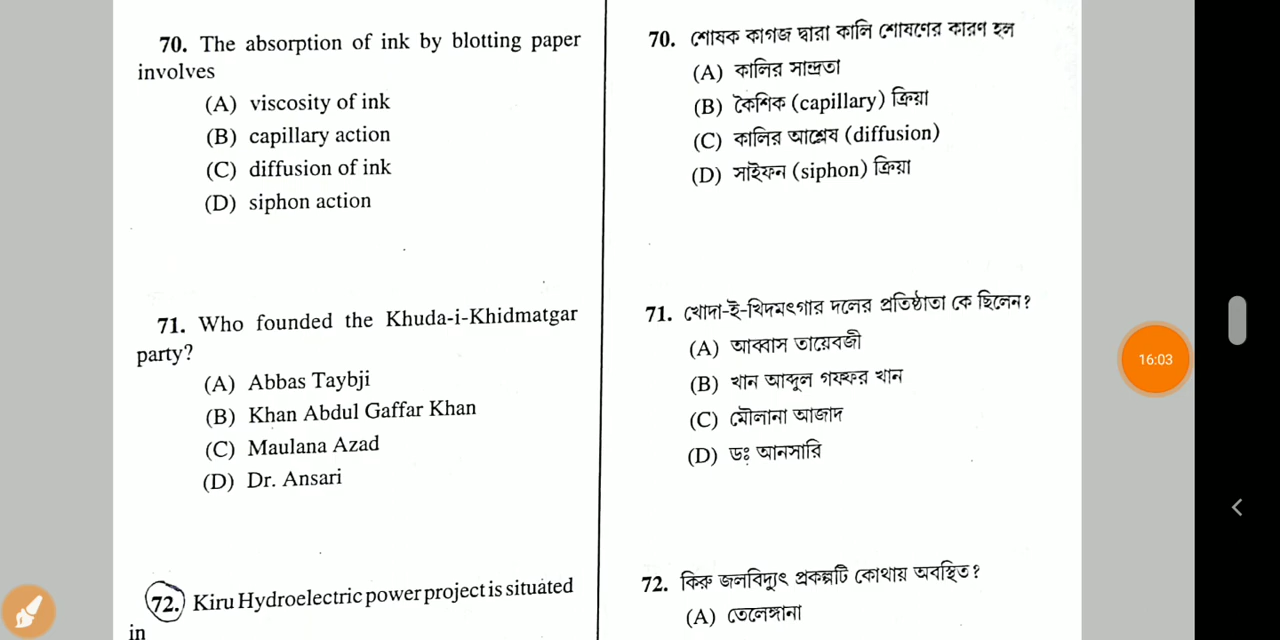 70. The absorption of ink by blotting paper
involves
(A) viscosity of ink
(B) capillary action
(C) diffusion of ink
(D) siphon action
71. Who founded the Khuda-i-Khidmatgar
party?
(A) Abbas Taybji
(B) Khan Abdul Gaffar Khan
(C) Maulana Azad
(D) Dr. Ansari
72. Kiru Hydroelectric power project is situated
in
70. শোষক কাগজ দ্বারা কালি শোষণের কারণ হল
(A) কালির সান্দ্রতা
(B) কৈশিক (capillary) ক্রিয়া
(C) কালির আশ্লেষ (diffusion)
(D) সাইফন (siphon) ক্রিয়া
71. খোদা-ই-খিদমৎগার দলের প্রতিষ্ঠাতা কে ছিলেন?
(A) আব্বাস তায়েবজী
(B) খান আব্দুল গফফর খান
(C) মৌলানা আজাদ
(D) ডঃ আনসারি
72. কিরু জলবিদ্যুৎ প্রকল্পটি কোথায় অবস্থিত?
(A) তেলেঙ্গানা
16:03